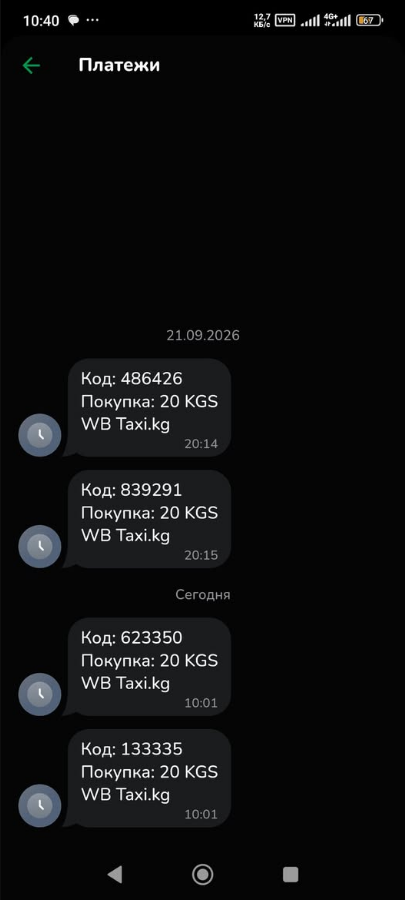 10:40
12,7
КБ/с
VPN
4G+
67
Платежи
21.09.2026
Код: 486426
Покупка: 20 KGS
WB Taxi.kg
20:14
Код: 839291
Покупка: 20 KGS
WB Taxi.kg
20:15
Сегодня
Код: 623350
Покупка: 20 KGS
WB Taxi.kg
10:01
Код: 133335
Покупка: 20 KGS
WB Taxi.kg
10:01